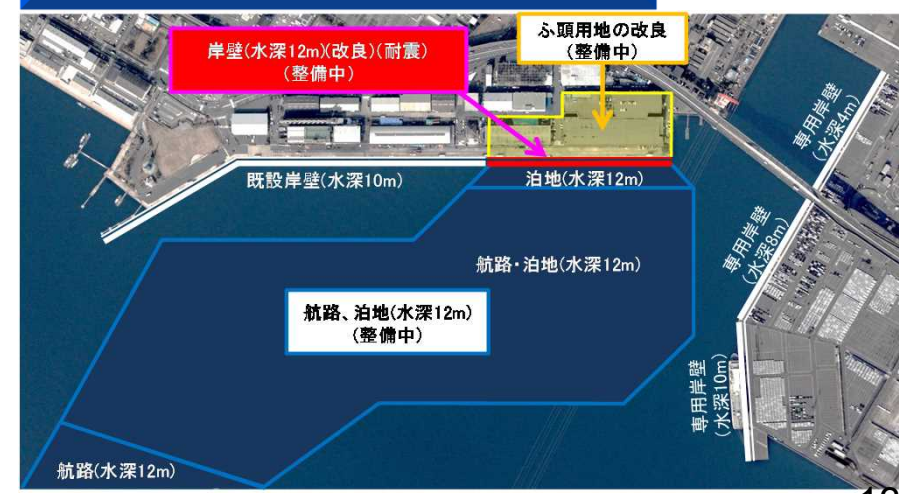 岸壁(水深12m)(改良)(耐震)
(整備中)
ふ頭用地の改良
(整備中)
専用岸壁
(水深4m)
既設岸壁(水深10m)
泊地(水深12m)
専用岸壁
(水深8m)
航路・泊地(水深12m)
航路、泊地(水深12m)
(整備中)
専用岸壁
(水深10m)
航路(水深12m)